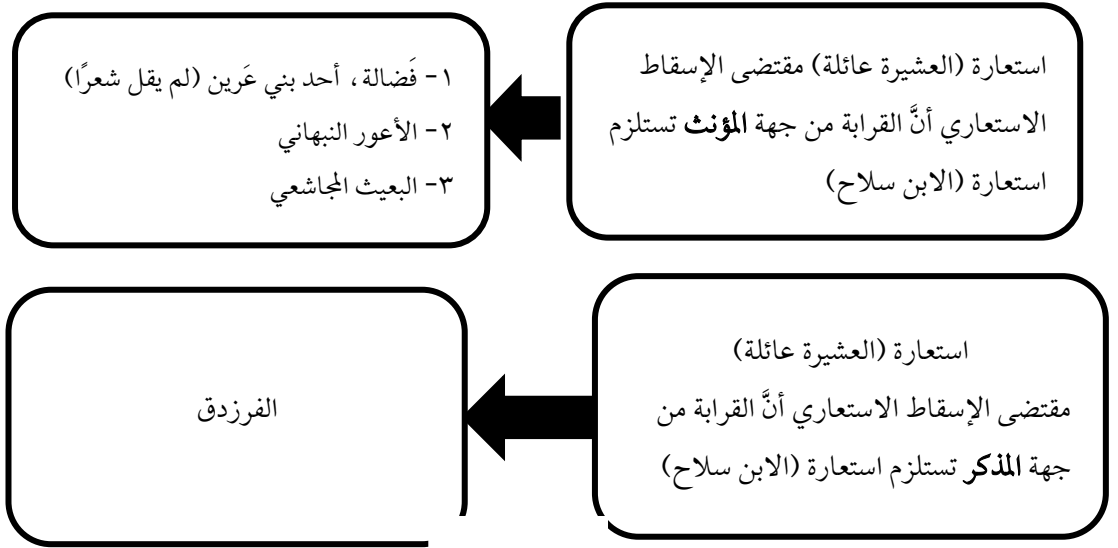 استعارة (العشيرة عائلة) مقتضى الإسقاط
الاستعاري أنَّ القرابة من جهة المؤنث تستلزم
استعارة (الابن سلاح)
١- فَضالة، أحد بني عَرين (لم يقل شعرًا)
٢- الأعور النبهاني
٣- البعيث المجاشعي
استعارة (العشيرة عائلة)
مقتضى الإسقاط الاستعاري أنَّ القرابة من
جهة المذكر تستلزم استعارة (الابن سلاح)
الفرزدق